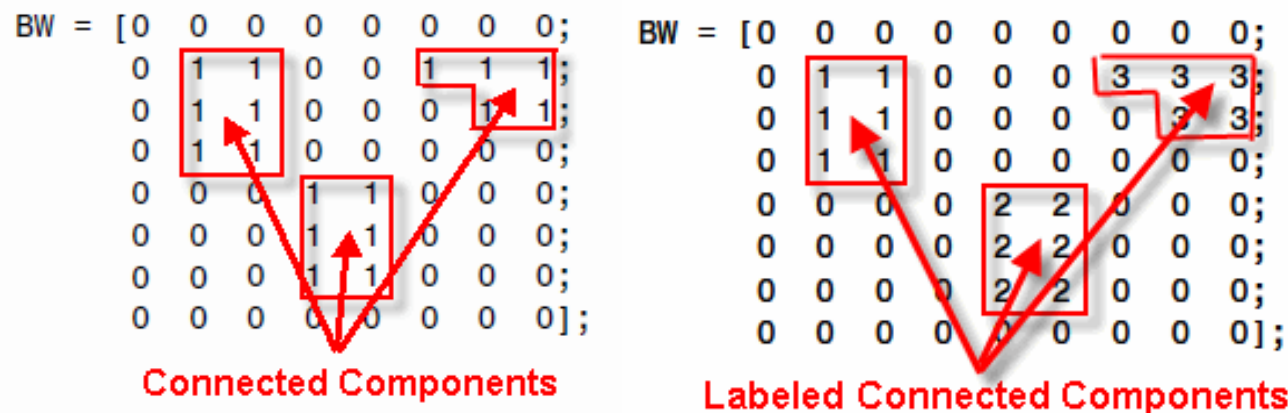 BW = [0 0 0 0 0 0 0 0;
0 1 1 0 0 1 1 1;
0 1 1 0 0 0 1 1;
0 1 1 0 0 0 0 0;
0 0 0 1 1 0 0 0;
0 0 0 1 1 0 0 0;
0 0 0 1 1 0 0 0;
0 0 0 0 0 0 0 0];
Connected Components
BW = [0 0 0 0 0 0 0 0 0;
0 1 1 0 0 0 3 3 3;
0 1 1 0 0 0 0 3 3;
0 1 1 0 0 0 0 0 0;
0 0 0 0 2 2 0 0 0;
0 0 0 0 2 2 0 0 0;
0 0 0 0 2 2 0 0 0;
0 0 0 0 0 0 0 0 0];
Labeled Connected Components